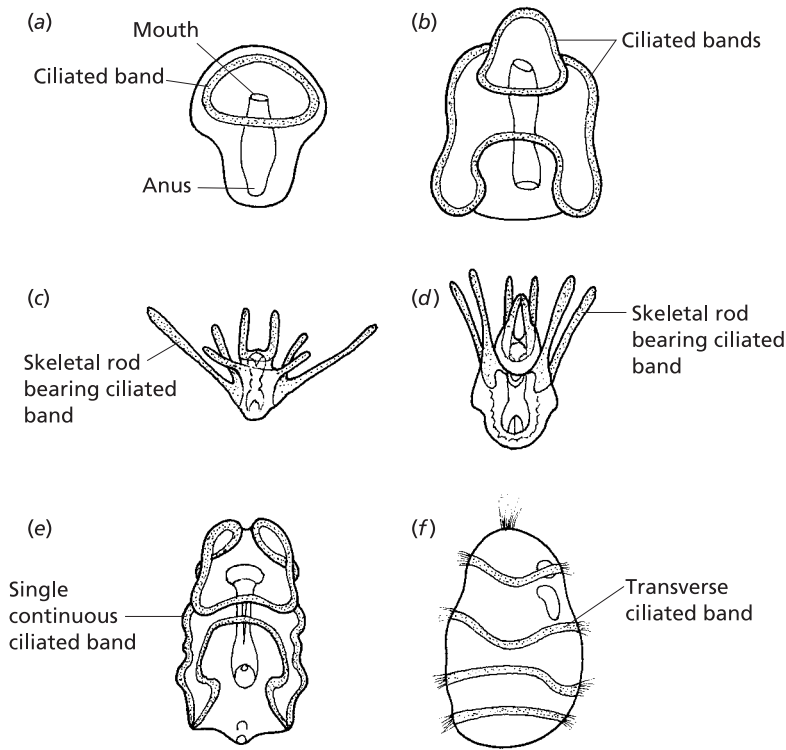 (a)
Mouth
Ciliated band
Anus
(b)
Ciliated bands
(c)
Skeletal rod
bearing ciliated
band
(d)
Skeletal rod
bearing ciliated
band
(e)
Single
continuous
ciliated band
(f)
Transverse
ciliated band